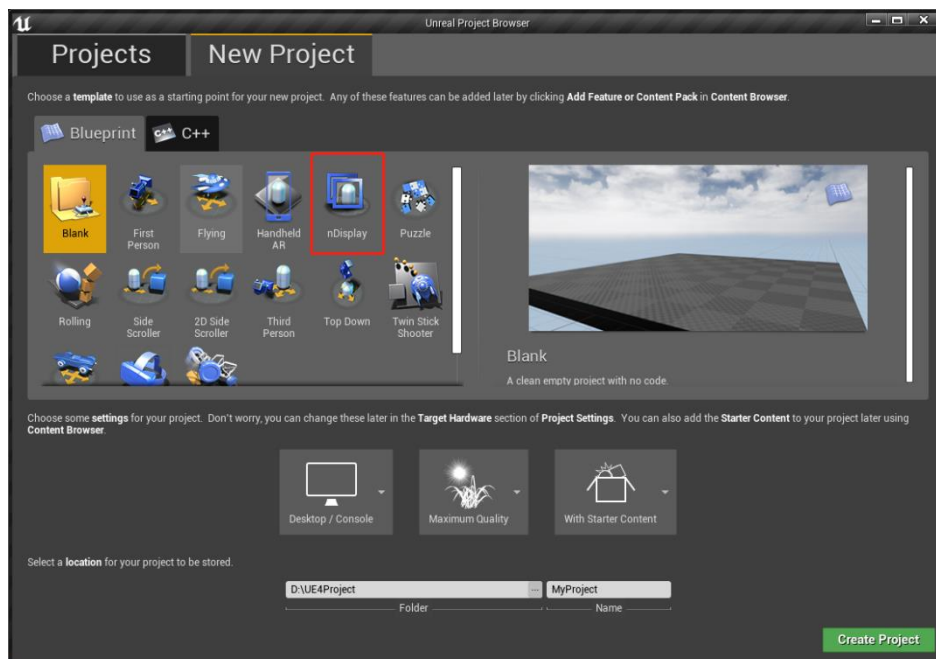 Unreal Project Browser
Projects
New Project
Choose a template to use as a starting point for your new project. Any of these features can be added later by clicking Add Feature or Content Pack in Content Browser.
Blueprint
C++
C++
Blank
First
Person
Flying
Handheld
AR
nDisplay
Puzzle
Rolling
Side
Scroller
2D Side
Scroller
Third
Person
Top Down
Twin Stick
Shooter
Blank
A clean empty project with no code.
Choose some settings for your project. Don't worry, you can change these later in the Target Hardware section of Project Settings. You can also add the Starter Content to your project later using
Content Browser.
Desktop / Console
Maximum Quality
With Starter Content
Select a location for your project to be stored.
D:\UE4Project
...
MyProject
Folder
Name
Create Project